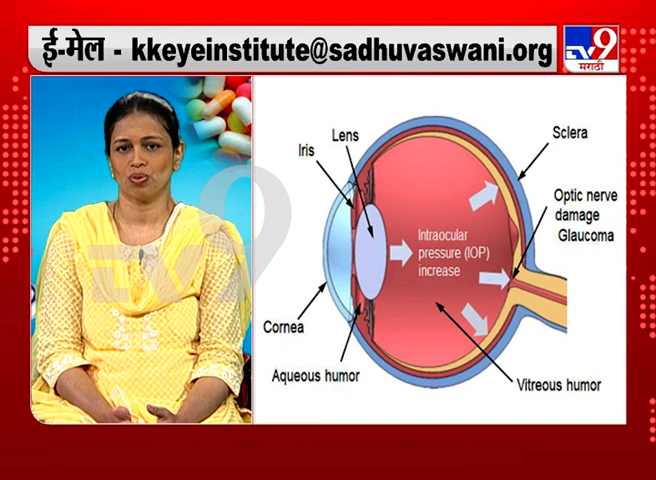 ई-मेल - kkeyeinstitute@sadhuvaswani.org
TV9
मराठी
TV9
Lens
Iris
Sclera
Optic nerve
damage
Glaucoma
Intraocular
pressure (IOP)
increase
Cornea
Aqueous humor
Vitreous humor